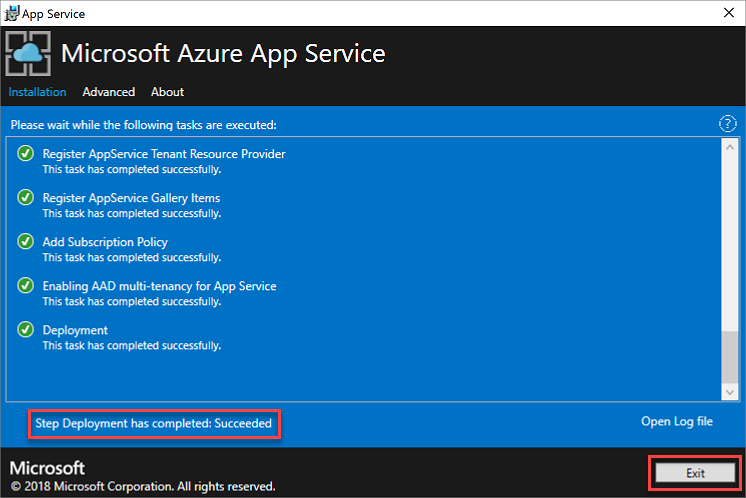 App Service
Microsoft Azure App Service
Installation Advanced About
Please wait while the following tasks are executed: ?
Register AppService Tenant Resource Provider
This task has completed successfully.
Register AppService Gallery Items
This task has completed successfully.
Add Subscription Policy
This task has completed successfully.
Enabling AAD multi-tenancy for App Service
This task has completed successfully.
Deployment
This task has completed successfully.
Step Deployment has completed: Succeeded
Open Log file
Microsoft
© 2018 Microsoft Corporation. All rights reserved.
Exit